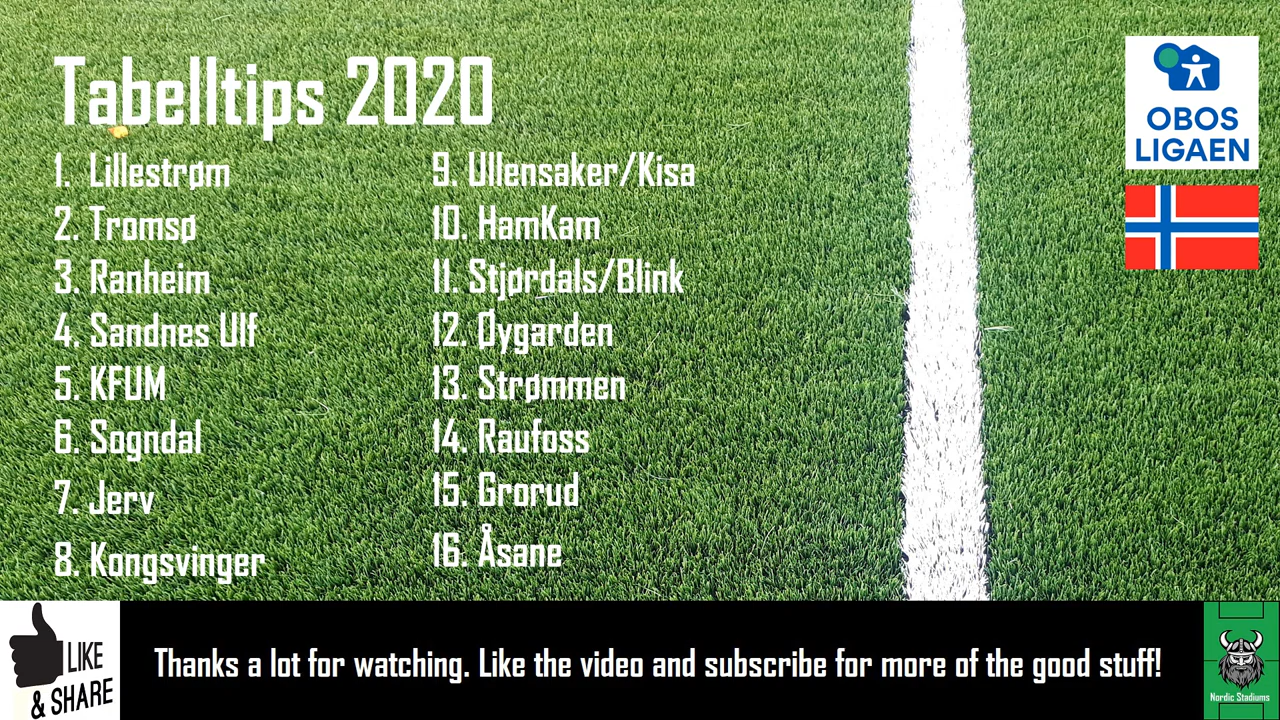 Tabelltips 2020
1. Lillestrøm
2. Tromsø
3. Ranheim
4. Sandnes Ulf
5. KFUM
6. Sogndal
7. Jerv
8. Kongsvinger
9. Ullensaker/Kisa
10. HamKam
11. Stjørdals/Blink
12. Øygarden
13. Strømmen
14. Raufoss
15. Grorud
16. Åsane
OBOS
LIGAEN
LIKE
& SHARE
Thanks a lot for watching. Like the video and subscribe for more of the good stuff!
Nordic Stadiums